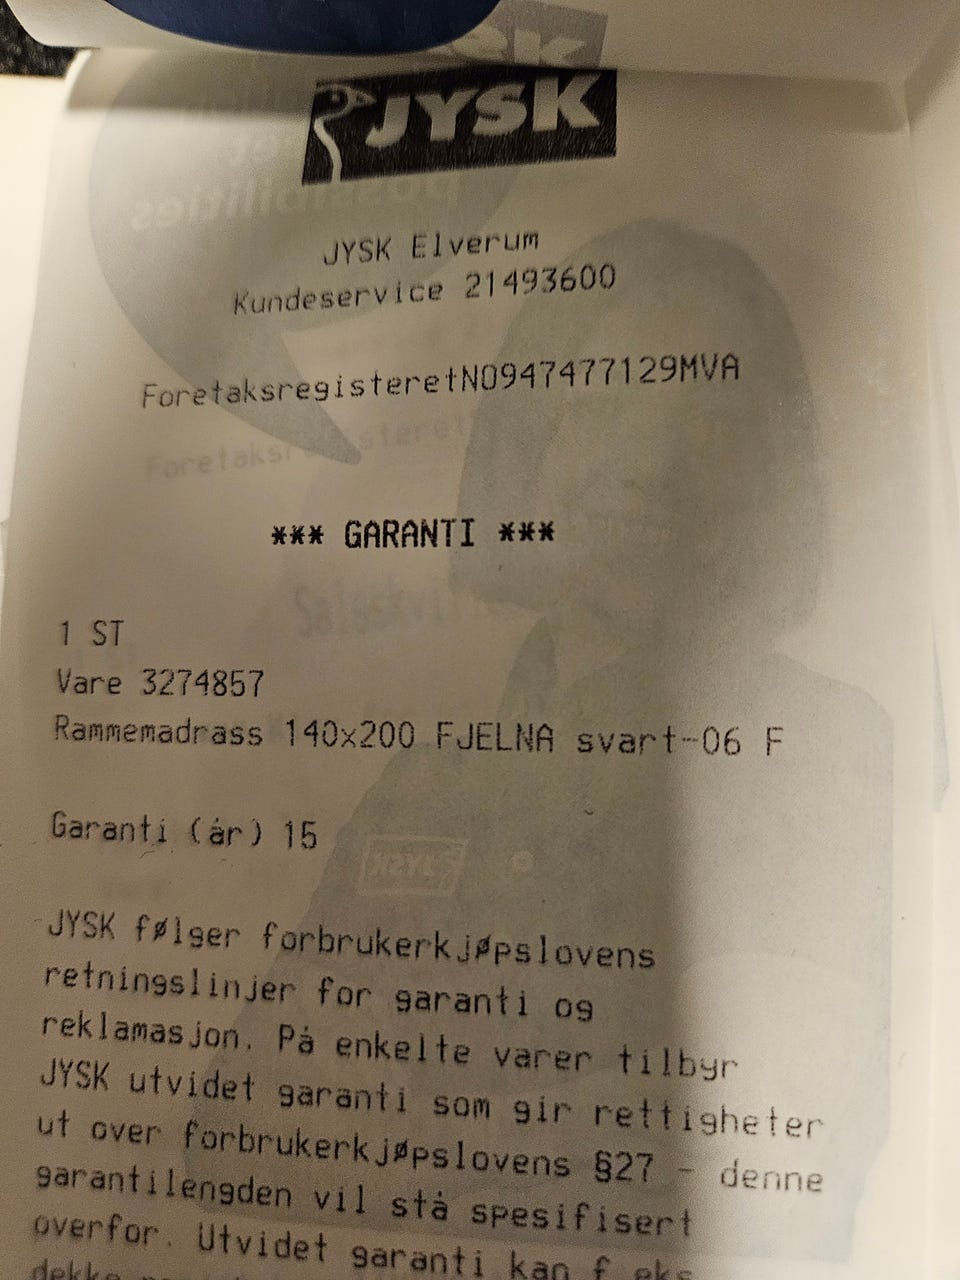 JYSK
JYSK Elverum
Kundeservice 21493600
ForetaksregisteretNO947477129MVA
*** GARANTI ***
1 ST
Vare 3274857
Rammemadrass 140x200 FJELNA svart-06 F
Garanti (år) 15
JYSK følger forbrukerkjøpslovens
retningslinjer for garanti og
reklamasjon. På enkelte varer tilbyr
JYSK utvidet garanti som gir rettigheter
ut over forbrukerkjøpslovens §27 - denne
garantilengden vil stå spesifisert
overfor. Utvidet garanti kan f eks
dekke